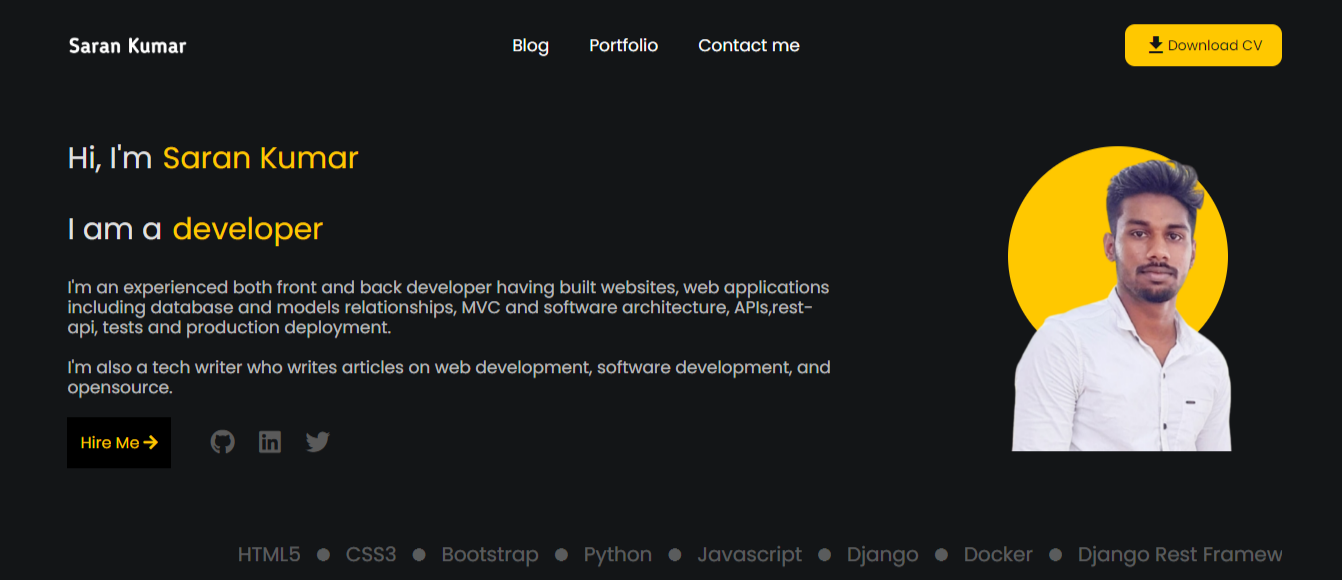 Saran Kumar
Blog
Portfolio
Contact me
Download CV
Hi, I'm Saran Kumar
I am a developer
I'm an experienced both front and back developer having built websites, web applications
including database and models relationships, MVC and software architecture, APIs,rest-
api, tests and production deployment.
I'm also a tech writer who writes articles on web development, software development, and
opensource.
Hire Me
HTML5 ● CSS3 ● Bootstrap ● Python ● Javascript ● Django ● Docker ● Django Rest Framew